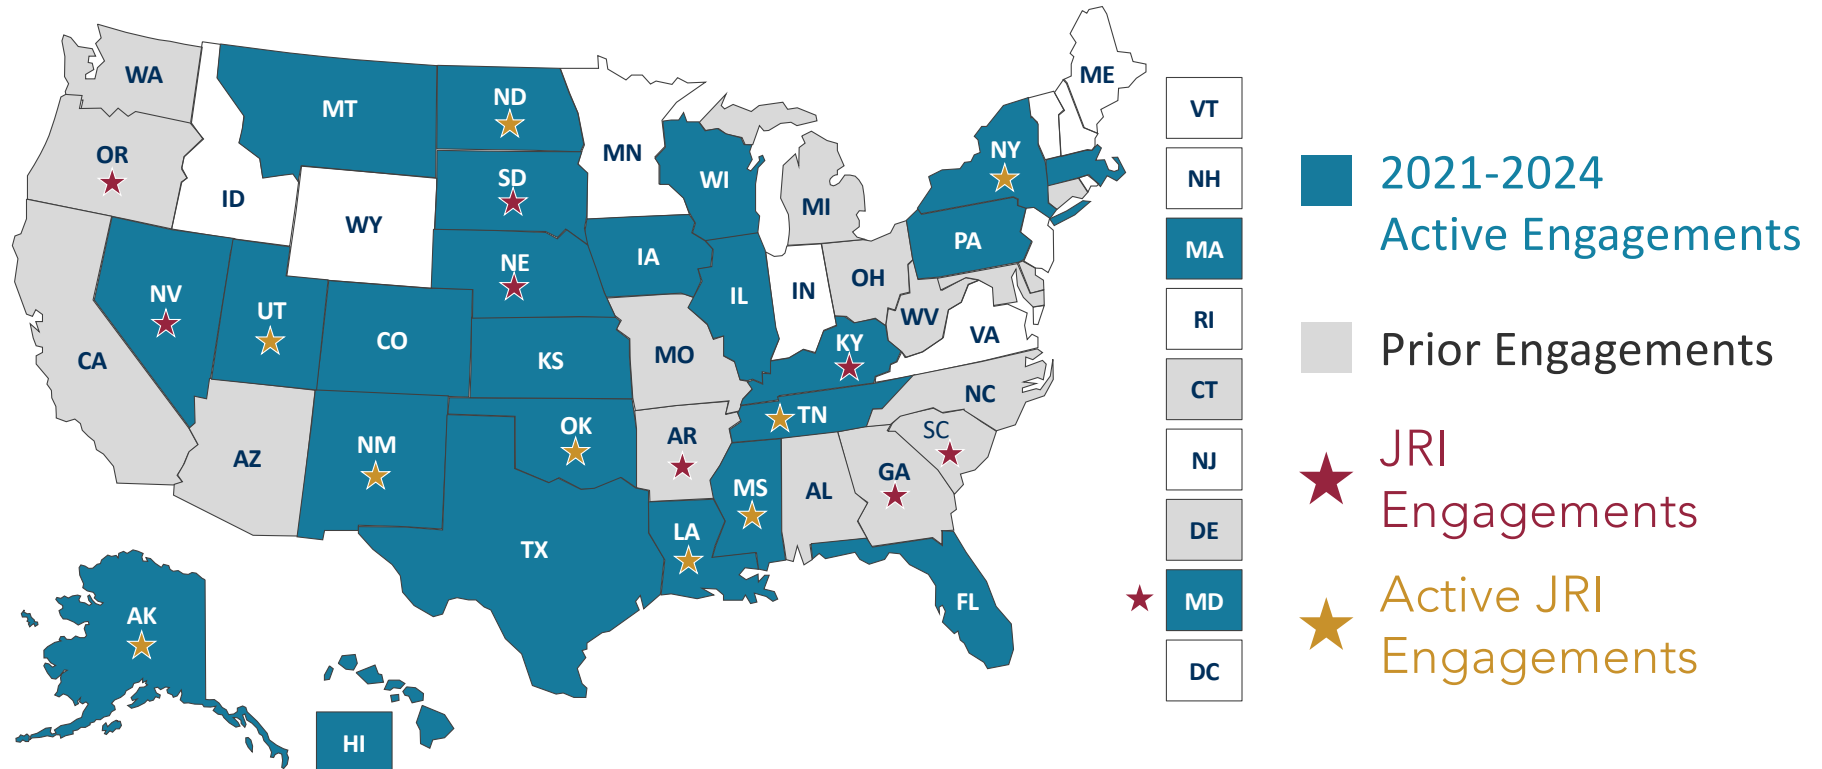 WA
MT
ND
MN
ME
OR
ID
SD
WI
MI
NY
WY
NE
IA
PA
NV
UT
CO
IL
IN
OH
WV
VA
CA
KS
MO
KY
NC
AZ
NM
OK
AR
TN
SC
MS
AL
GA
TX
LA
FL
AK
HI
VT
NH
MA
RI
CT
NJ
DE
MD
DC
2021-2024
Active Engagements
Prior Engagements
JRI
Engagements
Active JRI
Engagements